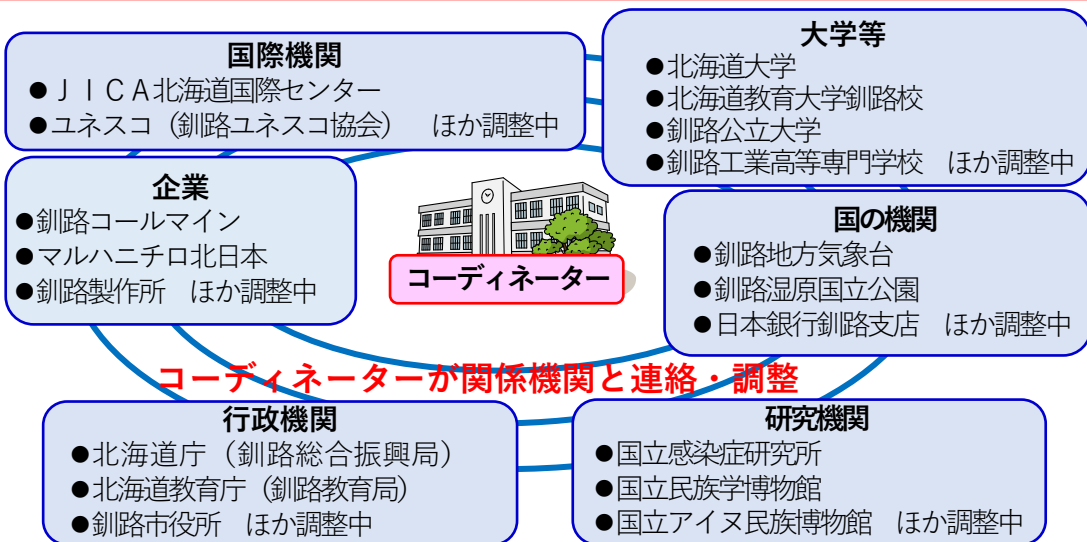 国際機関
●ＪＩＣＡ北海道国際センター
●ユネスコ（釧路ユネスコ協会）　ほか調整中
大学等
●北海道大学
●北海道教育大学釧路校
●釧路公立大学
●釧路工業高等専門学校　ほか調整中
企業
●釧路コールマイン
●マルハニチロ北日本
●釧路製作所　ほか調整中
コーディネーター
国の機関
●釧路地方気象台
●釧路湿原国立公園
●日本銀行釧路支店　ほか調整中
コーディネーターが関係機関と連絡・調整
行政機関
●北海道庁（釧路総合振興局）
●北海道教育庁（釧路教育局）
●釧路市役所　ほか調整中
研究機関
●国立感染症研究所
●国立民族学博物館
●国立アイヌ民族博物館　ほか調整中